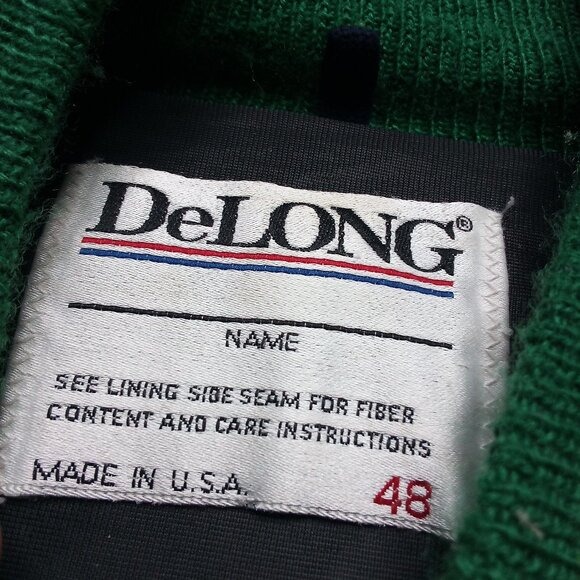 DeLONG®
NAME
SEE LINING SIDE SEAM FOR FIBER
CONTENT AND CARE INSTRUCTIONS
MADE IN U.S.A. 48